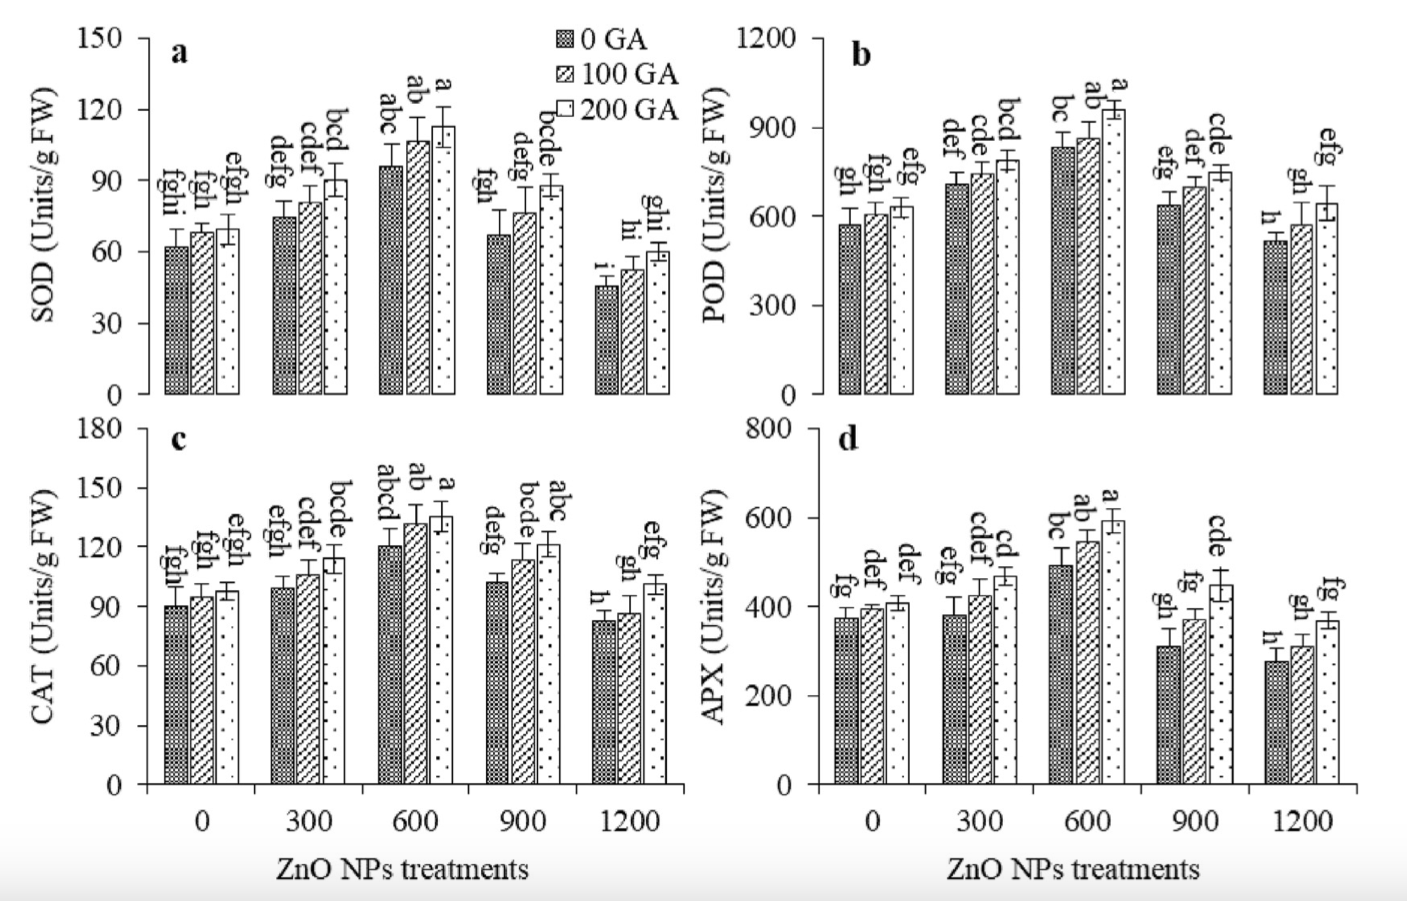 a
0 GA
100 GA
200 GA
SOD (Units/g FW)
150
120
90
60
30
0
fghi
fgh
efgh
defg
cdef
bcd
abc
ab
a
fgh
defg
bcde
i
hi
ghi
b
POD (Units/g FW)
1200
900
600
300
0
gh
fgh
efg
def
cde
bcd
bc
ab
a
efg
def
cde
h
gh
efg
c
CAT (Units/g FW)
180
150
120
90
60
30
0
fgh
fgh
efgh
efgh
cdef
bcde
abcd
ab
a
defg
bcde
abc
h
gh
efg
0
300
600
900
1200
ZnO NPs treatments
d
APX (Units/g FW)
800
600
400
200
0
fg
def
def
efg
cdef
cd
bc
ab
a
gh
fg
cde
h
gh
fg
0
300
600
900
1200
ZnO NPs treatments